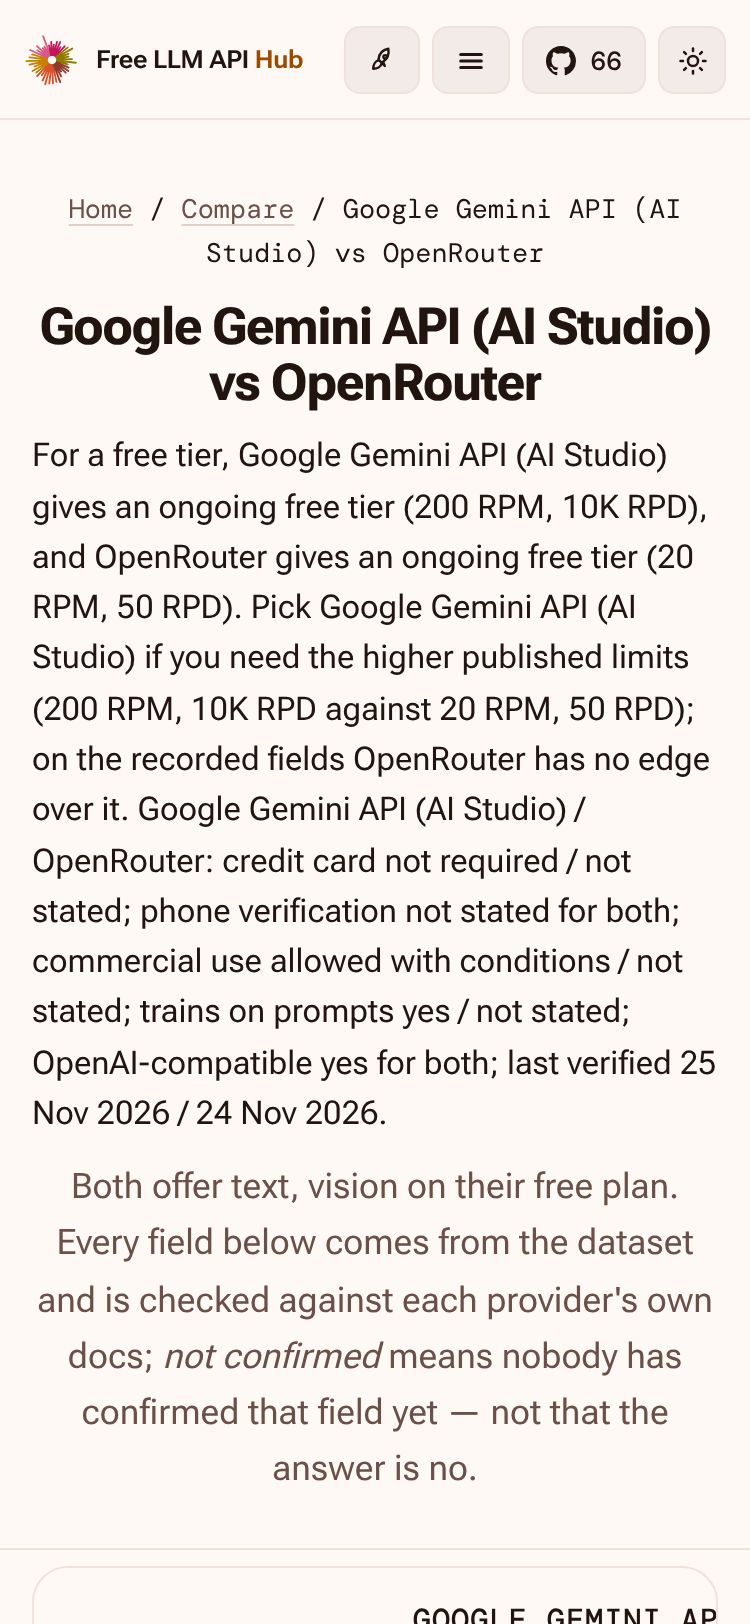 Free LLM API Hub
66
Home / Compare / Google Gemini API (AI
Studio) vs OpenRouter
Google Gemini API (AI Studio)
vs OpenRouter
For a free tier, Google Gemini API (AI Studio)
gives an ongoing free tier (200 RPM, 10K RPD),
and OpenRouter gives an ongoing free tier (20
RPM, 50 RPD). Pick Google Gemini API (AI
Studio) if you need the higher published limits
(200 RPM, 10K RPD against 20 RPM, 50 RPD);
on the recorded fields OpenRouter has no edge
over it. Google Gemini API (AI Studio) /
OpenRouter: credit card not required / not
stated; phone verification not stated for both;
commercial use allowed with conditions / not
stated; trains on prompts yes / not stated;
OpenAI-compatible yes for both; last verified 25
Nov 2026 / 24 Nov 2026.
Both offer text, vision on their free plan.
Every field below comes from the dataset
and is checked against each provider's own
docs; not confirmed means nobody has
confirmed that field yet — not that the
answer is no.
GOOGLE GEMINI AP